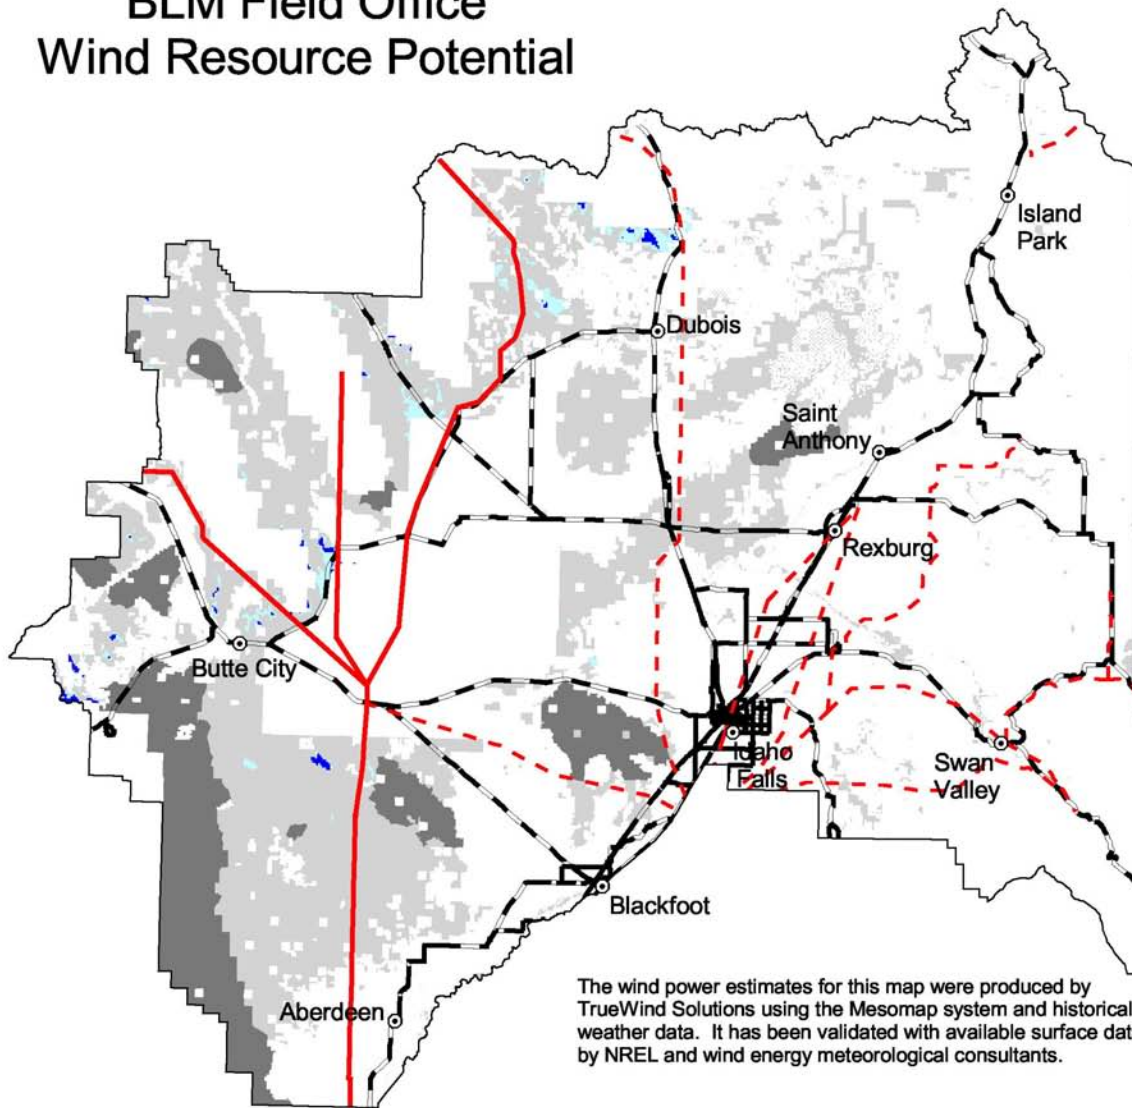 BLM Field Office
Wind Resource Potential
Island
Park
Dubois
Saint
Anthony
Rexburg
Butte City
Idaho
Falls
Swan
Valley
Blackfoot
Aberdeen
The wind power estimates for this map were produced by
TrueWind Solutions using the Mesomap system and historical
weather data. It has been validated with available surface dat
by NREL and wind energy meteorological consultants.